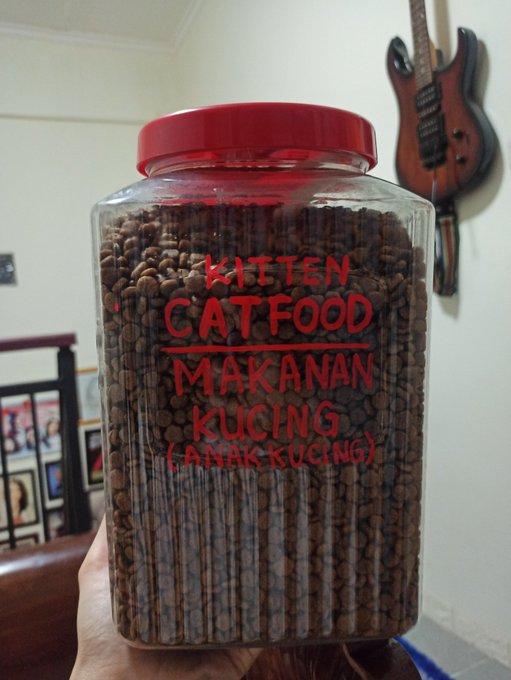 KITTEN
CATFOOD
MAKANAN
KUCING
(ANAK KUCING)